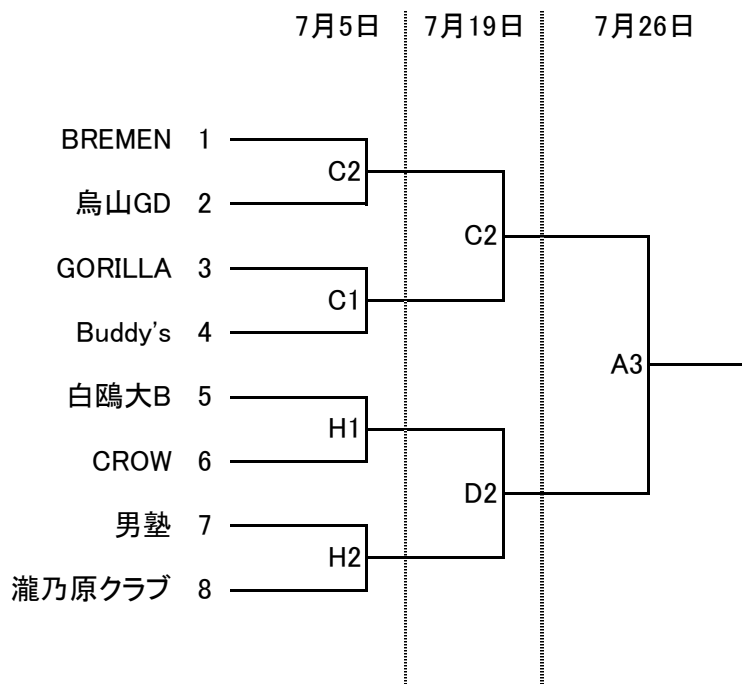 7月5日 7月19日 7月26日
BREMEN 1
C2
烏山GD 2
C2
GORILLA 3
C1
Buddy's 4
A3
白鴎大B 5
H1
CROW 6
D2
男塾 7
H2
瀧乃原クラブ 8